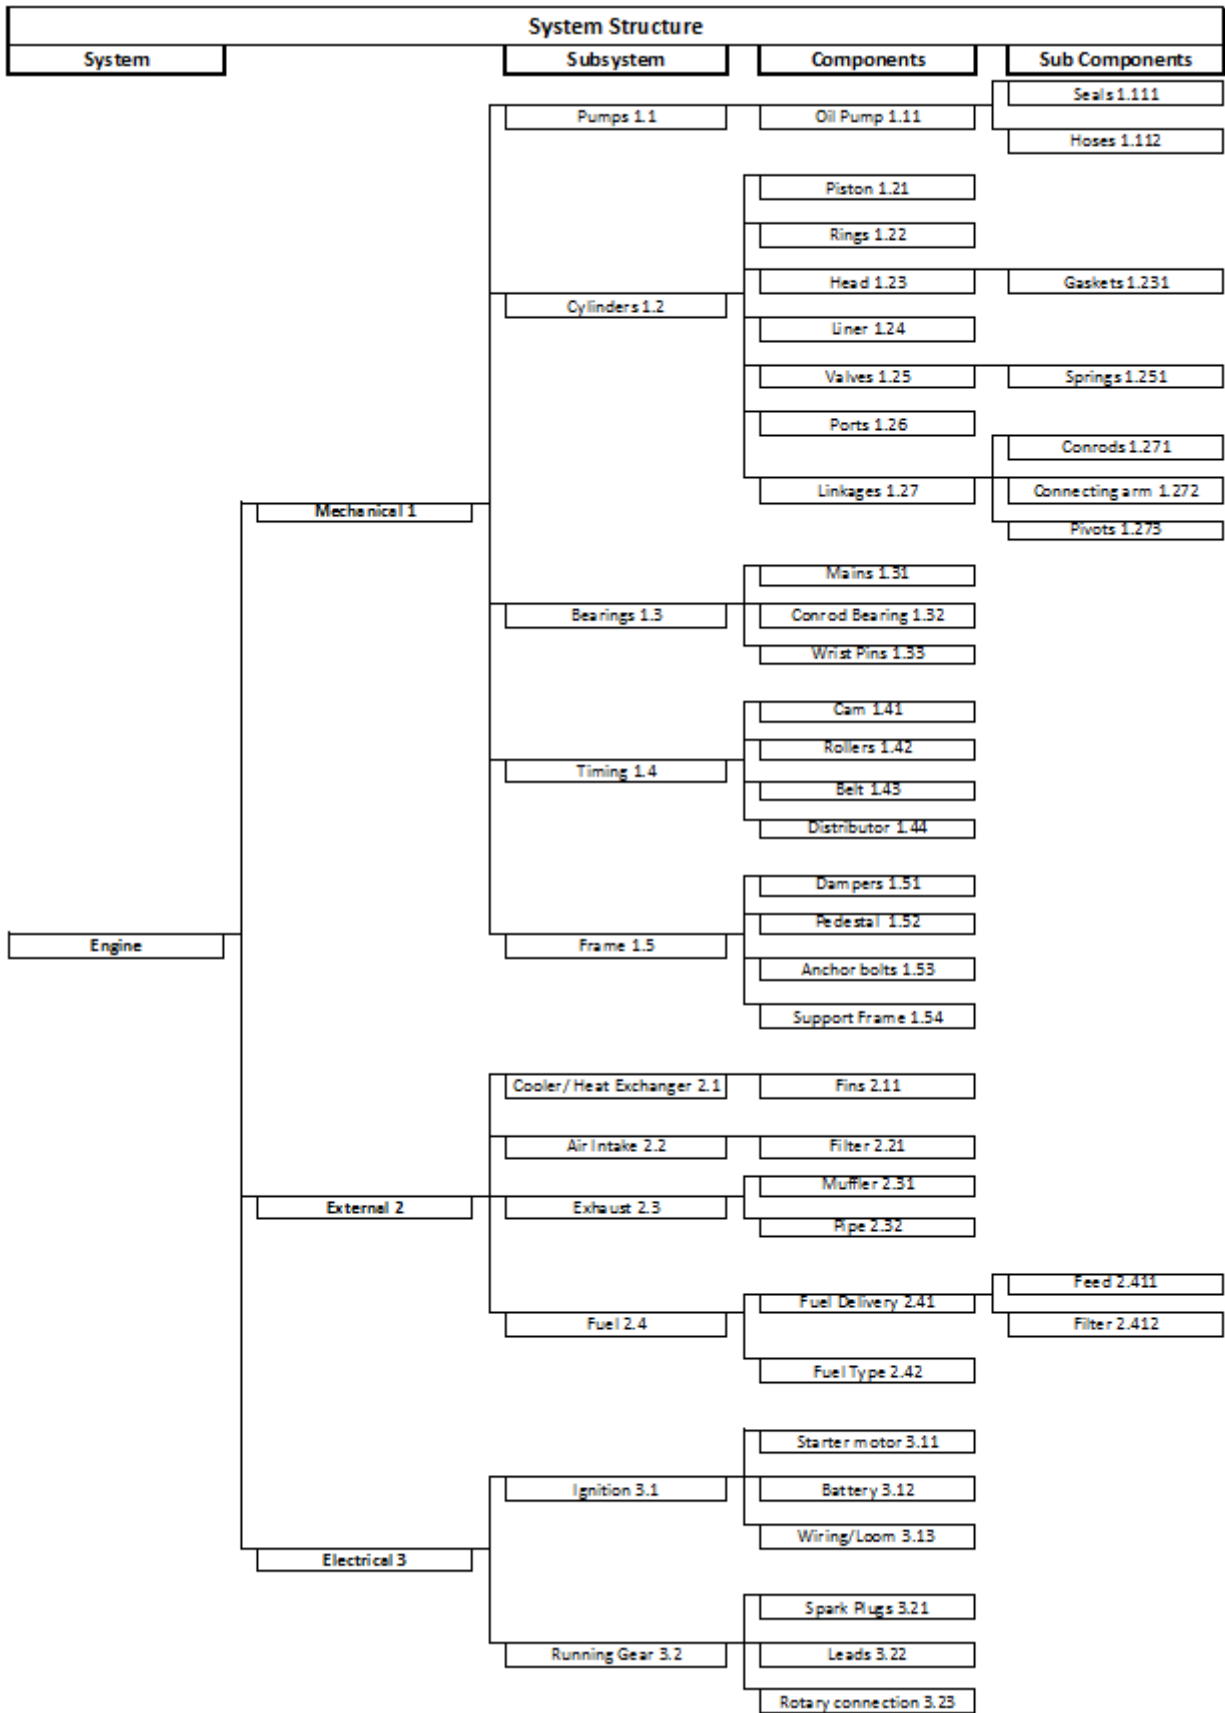 System Structure
System Subsystem Components Sub Components
Seals 1.111
Pumps 1.1 Oil Pump 1.11
Hoses 1.112
Piston 1.21
Rings 1.22
Head 1.23 Gaskets 1.231
Cylinders 1.2
Liner 1.24
Valves 1.25 Springs 1.251
Ports 1.26
Conrods 1.271
Linkages 1.27 Connecting arm 1.272
Mechanical 1
Pivots 1.273
Mains 1.31
Bearings 1.3 Conrod Bearing 1.32
Wrist Pins 1.33
Cam 1.41
Rollers 1.42
Timing 1.4
Belt 1.43
Distributor 1.44
Dampers 1.51
Pedestal 1.52
Engine Frame 1.5
Anchor bolts 1.53
Support Frame 1.54
Cooler/ Heat Exchanger 2.1 Fins 2.11
Air Intake 2.2 Filter 2.21
Muffler 2.31
External 2 Exhaust 2.3
Pipe 2.32
Feed 2.411
Fuel Delivery 2.41
Fuel 2.4 Filter 2.412
Fuel Type 2.42
Starter motor 3.11
Ignition 3.1 Battery 3.12
Wiring/Loom 3.13
Electrical 3
Spark Plugs 3.21
Running Gear 3.2 Leads 3.22
Rotary connection 3.23